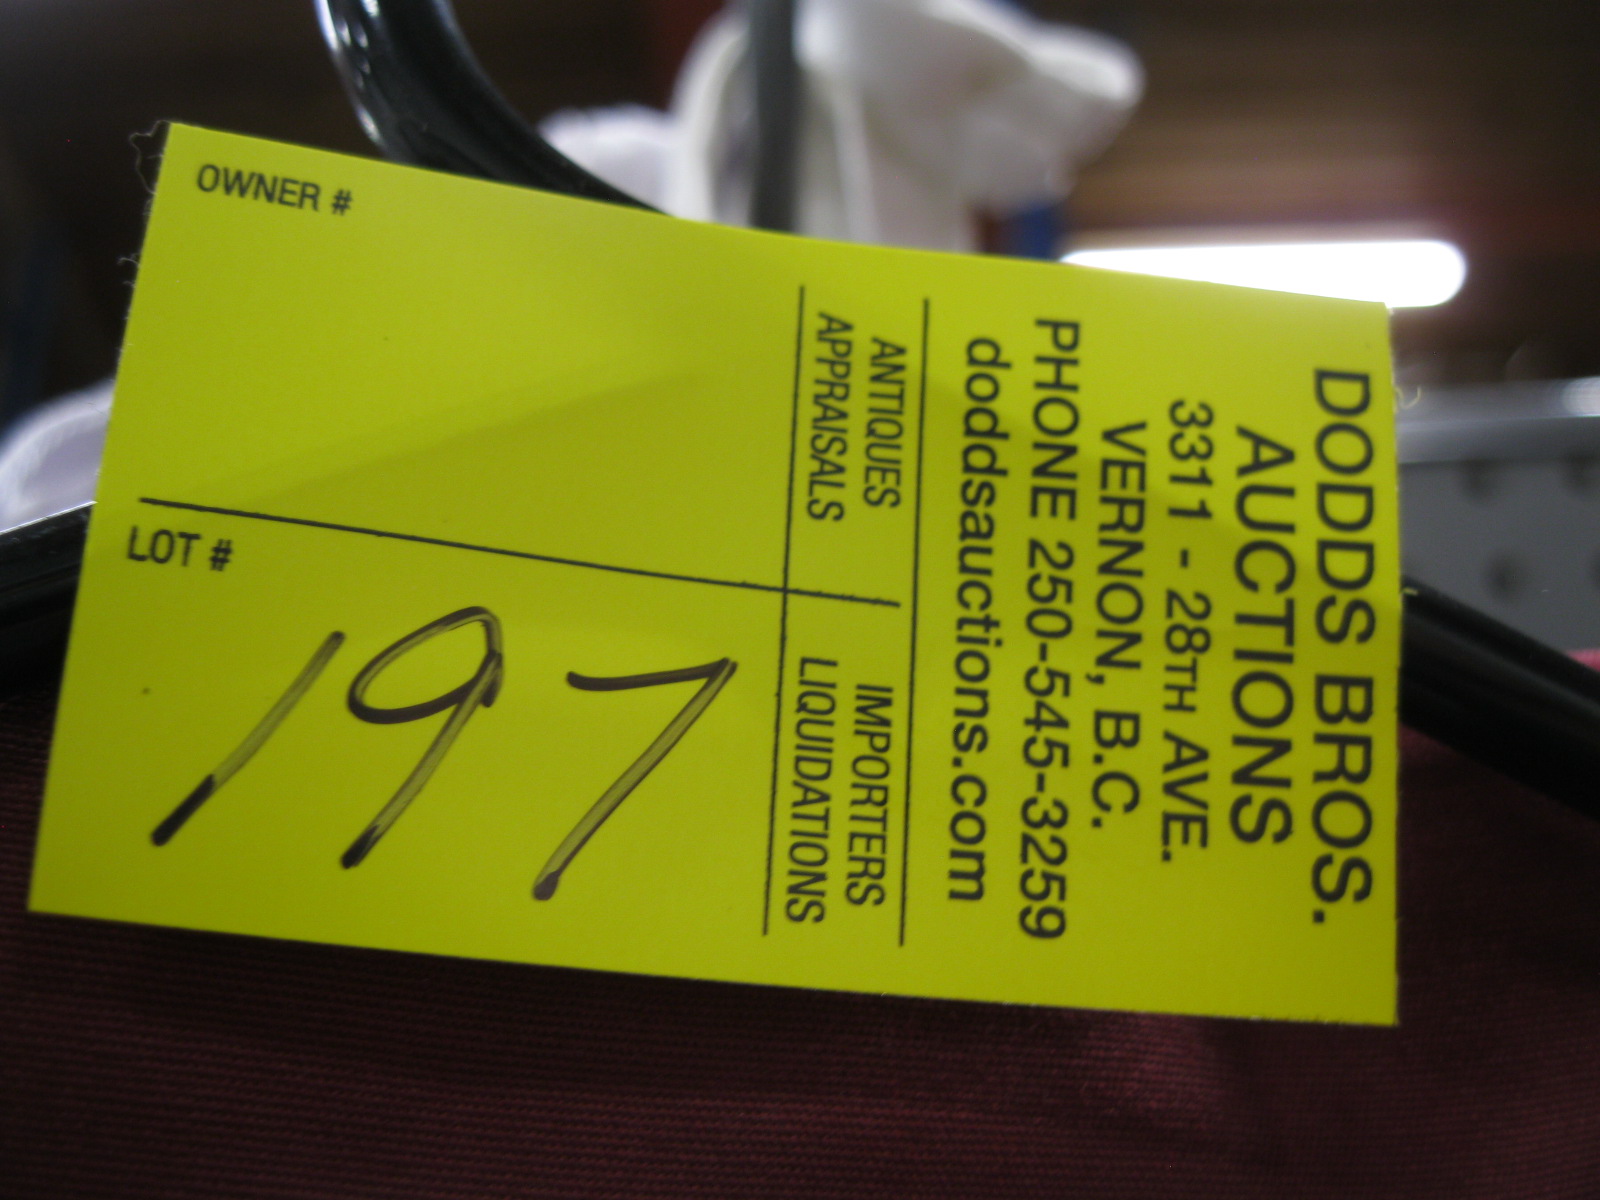 DODDS BROS.
AUCTIONS
3311 - 28TH AVE.
VERNON, B.C.
PHONE 250-545-3259
doddsauctions.com
ANTIQUES
APPRAISALS
IMPORTERS
LIQUIDATIONS
OWNER #
LOT #
197